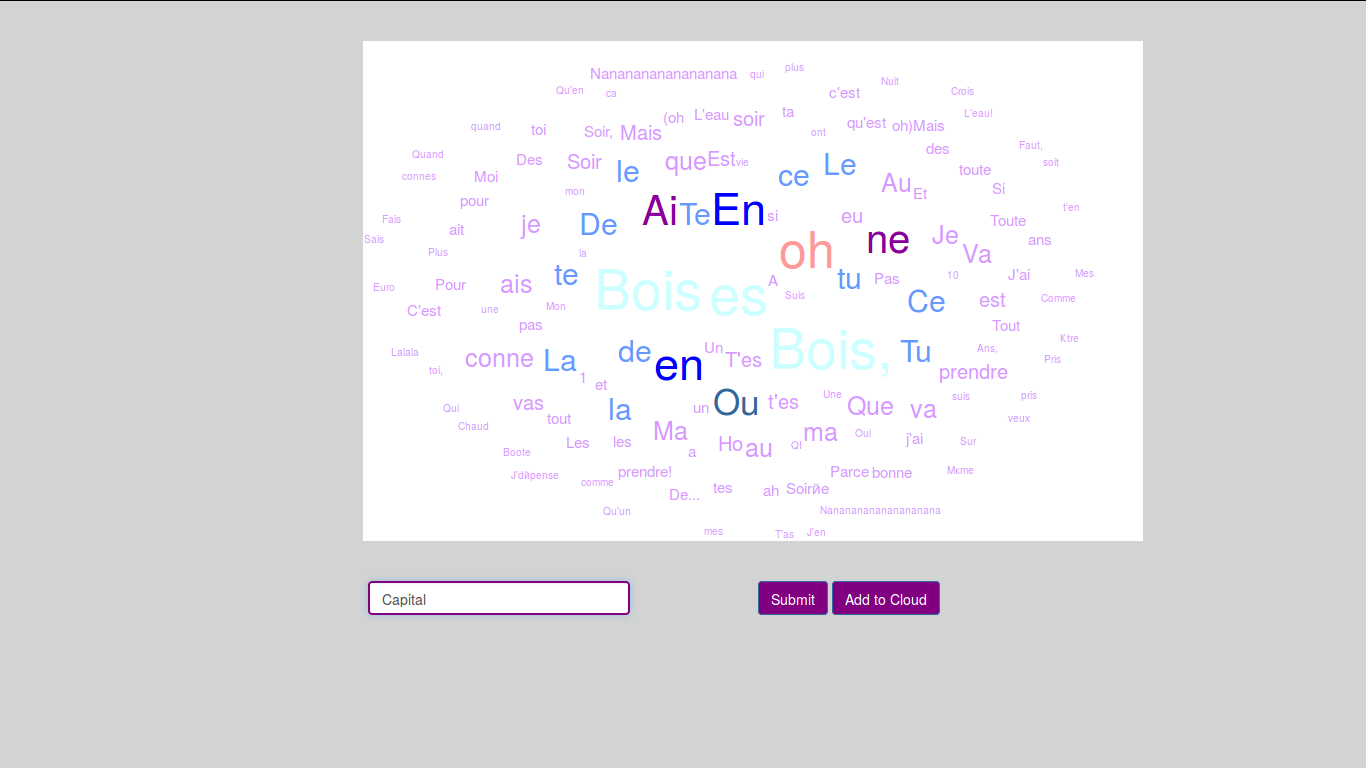 plus
Nanananananananana qui
Nuit
Qu'en ca c'est Crois
(oh L'eau soir ta L'eau!
quand toi Soir, Mais ont qu'est oh)Mais
Quand Des Soir que Est vie des Faut,
connes Moi le ce Le toute soit
pour mon Au Et Si
Fais ait je De Ai Te En si eu Toute t'en
Sais Plus la oh ne Je Va ans
Euro Pour ais te Bois es A tu Pas 10 J'ai Mes
C'est une Mon Suis Ce est Comme
pas Tout
Lalala conne La de en Un T'es Bois, Tu Ans, Ktre
toi, 1 et prendre Pris
Qui vas la un Ou t'es Une Que va suis pris
Chaud tout veux
Les les Ma a Ho au QI ma Oui j'ai Sur
Boote
J'dйpense comme prendre! Parce bonne Mкme
De... tes ah Soirйe
Qu'un Nanananananananana
mes T'as J'en
Capital Submit Add to Cloud